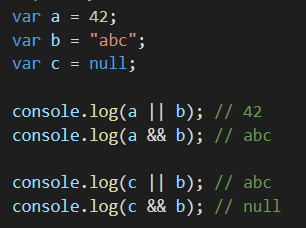 var a = 42;
var b = "abc";
var c = null;
console.log(a || b); // 42
console.log(a && b); // abc
console.log(c || b); // abc
console.log(c && b); // null